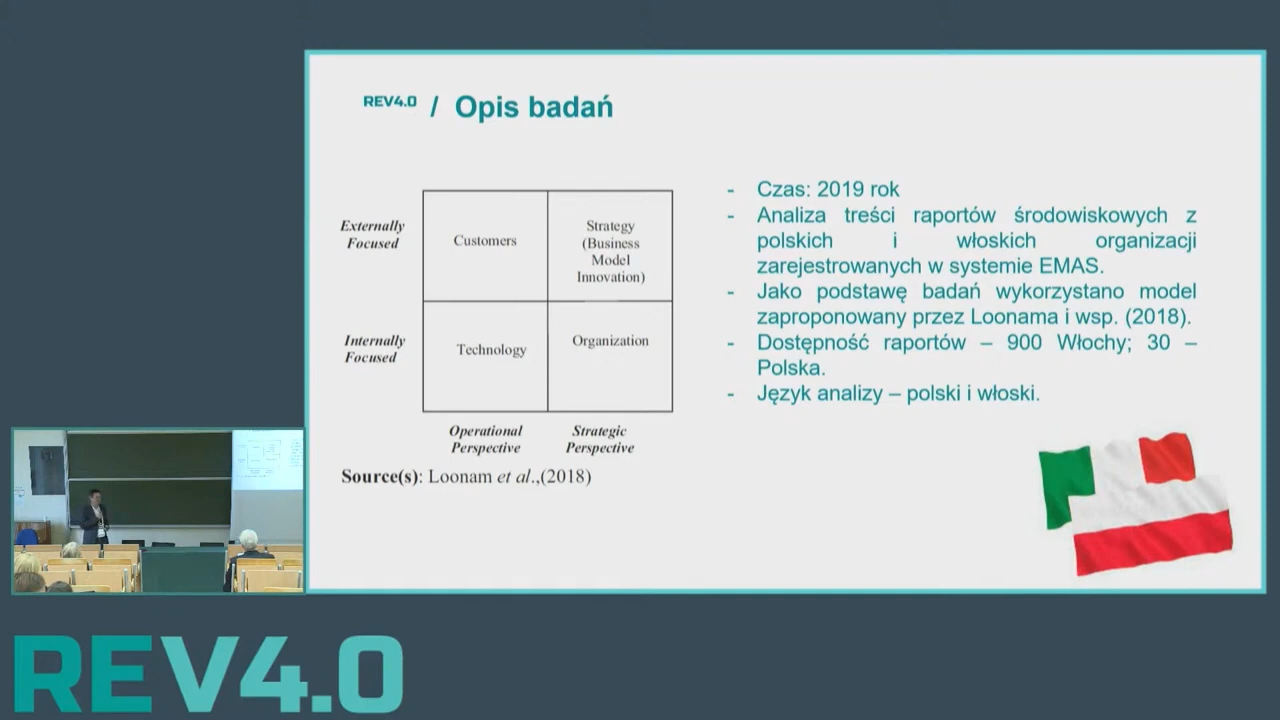 REV4.0 / Opis badań
Externally
Focused
Customers
Strategy
(Business
Model
Innovation)
Internally
Focused
Technology
Organization
Operational
Perspective
Strategic
Perspective
Source(s): Loonam et al.,(2018)
- Czas: 2019 rok
- Analiza treści raportów środowiskowych z
polskich i włoskich organizacji
zarejestrowanych w systemie EMAS.
- Jako podstawę badań wykorzystano model
zaproponowany przez Loonama i wsp. (2018).
- Dostępność raportów – 900 Włochy; 30 –
Polska.
- Język analizy – polski i włoski.
REV4.0